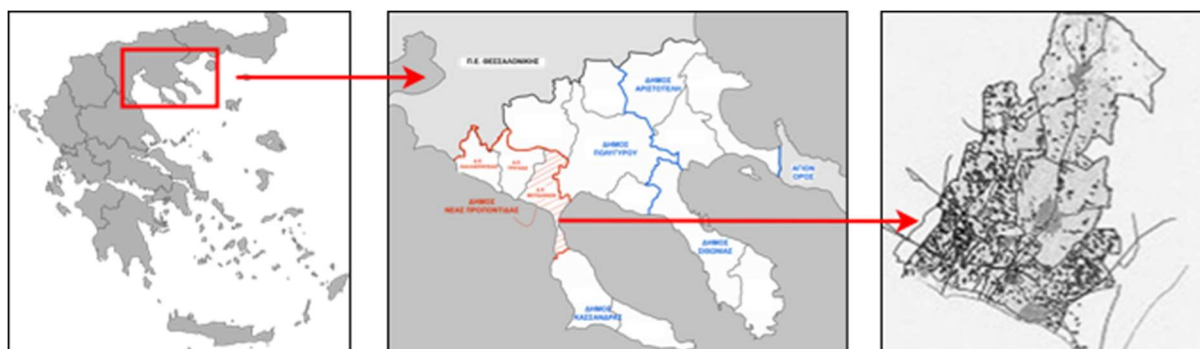 Π.Ε. ΘΕΣΣΑΛΟΝΙΚΗΣ
ΔΗΜΟΣ
ΑΡΙΣΤΟΤΕΛΗ
ΔΗΜΟΣ
ΠΟΛΥΓΥΡΟΥ
ΑΓΙΟΝ
ΟΡΟΣ
ΔΗΜΟΣ
ΝΕΑΣ ΠΡΟΠΟΝΤΙΔΑΣ
ΔΗΜΟΣ
ΣΙΘΩΝΙΑΣ
ΔΗΜΟΣ
ΚΑΣΣΑΝΔΡΑΣ